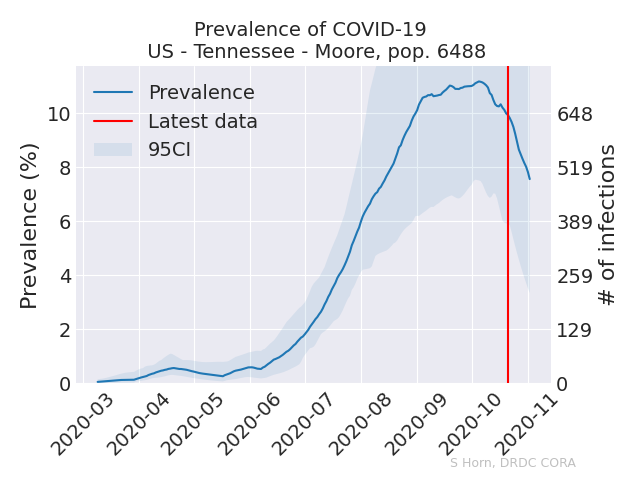 Prevalence of COVID-19
US - Tennessee - Moore, pop. 6488
Prevalence
Latest data
95CI
Prevalence (%)
10
8
6
4
2
0
648
519
389
259
129
0
# of infections
2020-03
2020-04
2020-05
2020-06
2020-07
2020-08
2020-09
2020-10
2020-11
S Horn, DRDC CORA